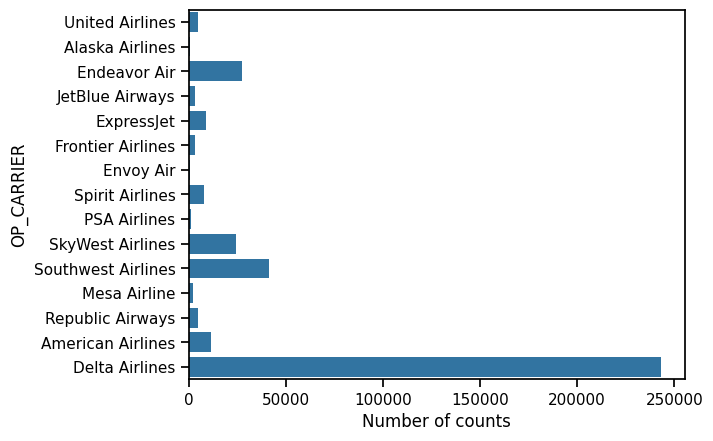 United Airlines
Alaska Airlines
Endeavor Air
JetBlue Airways
ExpressJet
Frontier Airlines
Envoy Air
Spirit Airlines
PSA Airlines
SkyWest Airlines
Southwest Airlines
Mesa Airline
Republic Airways
American Airlines
Delta Airlines
OP_CARRIER
0 50000 100000 150000 200000 250000
Number of counts